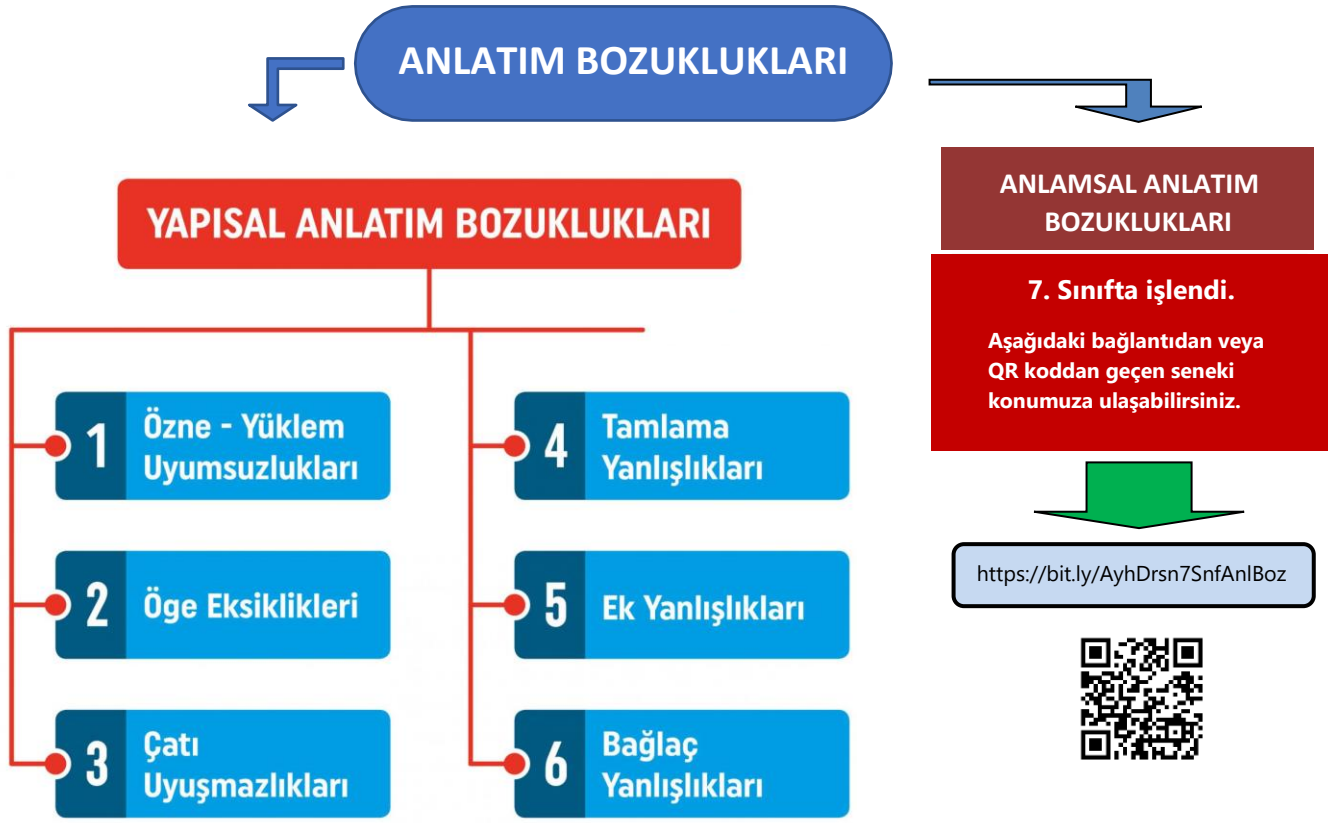 ANLATIM BOZUKLUKLARI
YAPISAL ANLATIM BOZUKLUKLARI
1
Özne - Yüklem
Uyumsuzlukları
2
Öge Eksiklikleri
3
Çatı
Uyuşmazlıkları
4
Tamlama
Yanlışlıkları
5
Ek Yanlışlıkları
6
Bağlaç
Yanlışlıkları
ANLAMSAL ANLATIM
BOZUKLUKLARI
7. Sınıfta işlendi.
Aşağıdaki bağlantıdan veya
QR koddan geçen seneki
konumuza ulaşabilirsiniz.
https://bit.ly/AyhDrsn7SnfAnlBoz